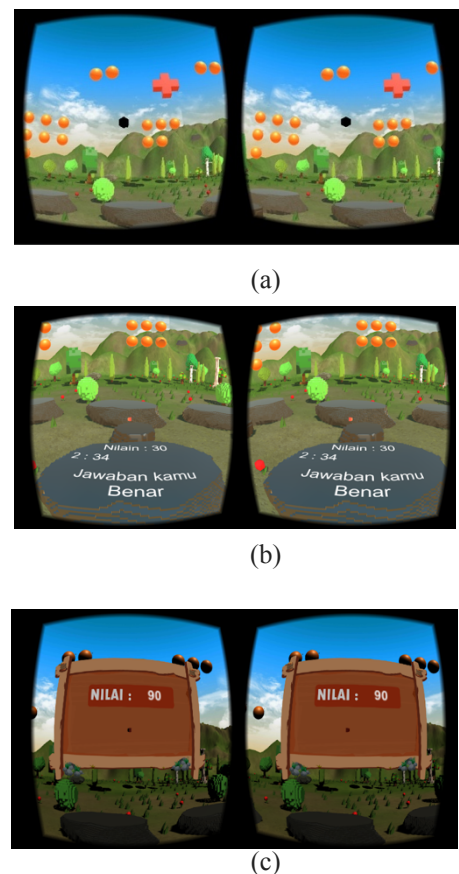 (a)
Nilain : 30
2 : 34
Jawaban kamu
Benar
Nilain : 30
2 : 34
Jawaban kamu
Benar
(b)
NILAI : 90
NILAI : 90
(c)